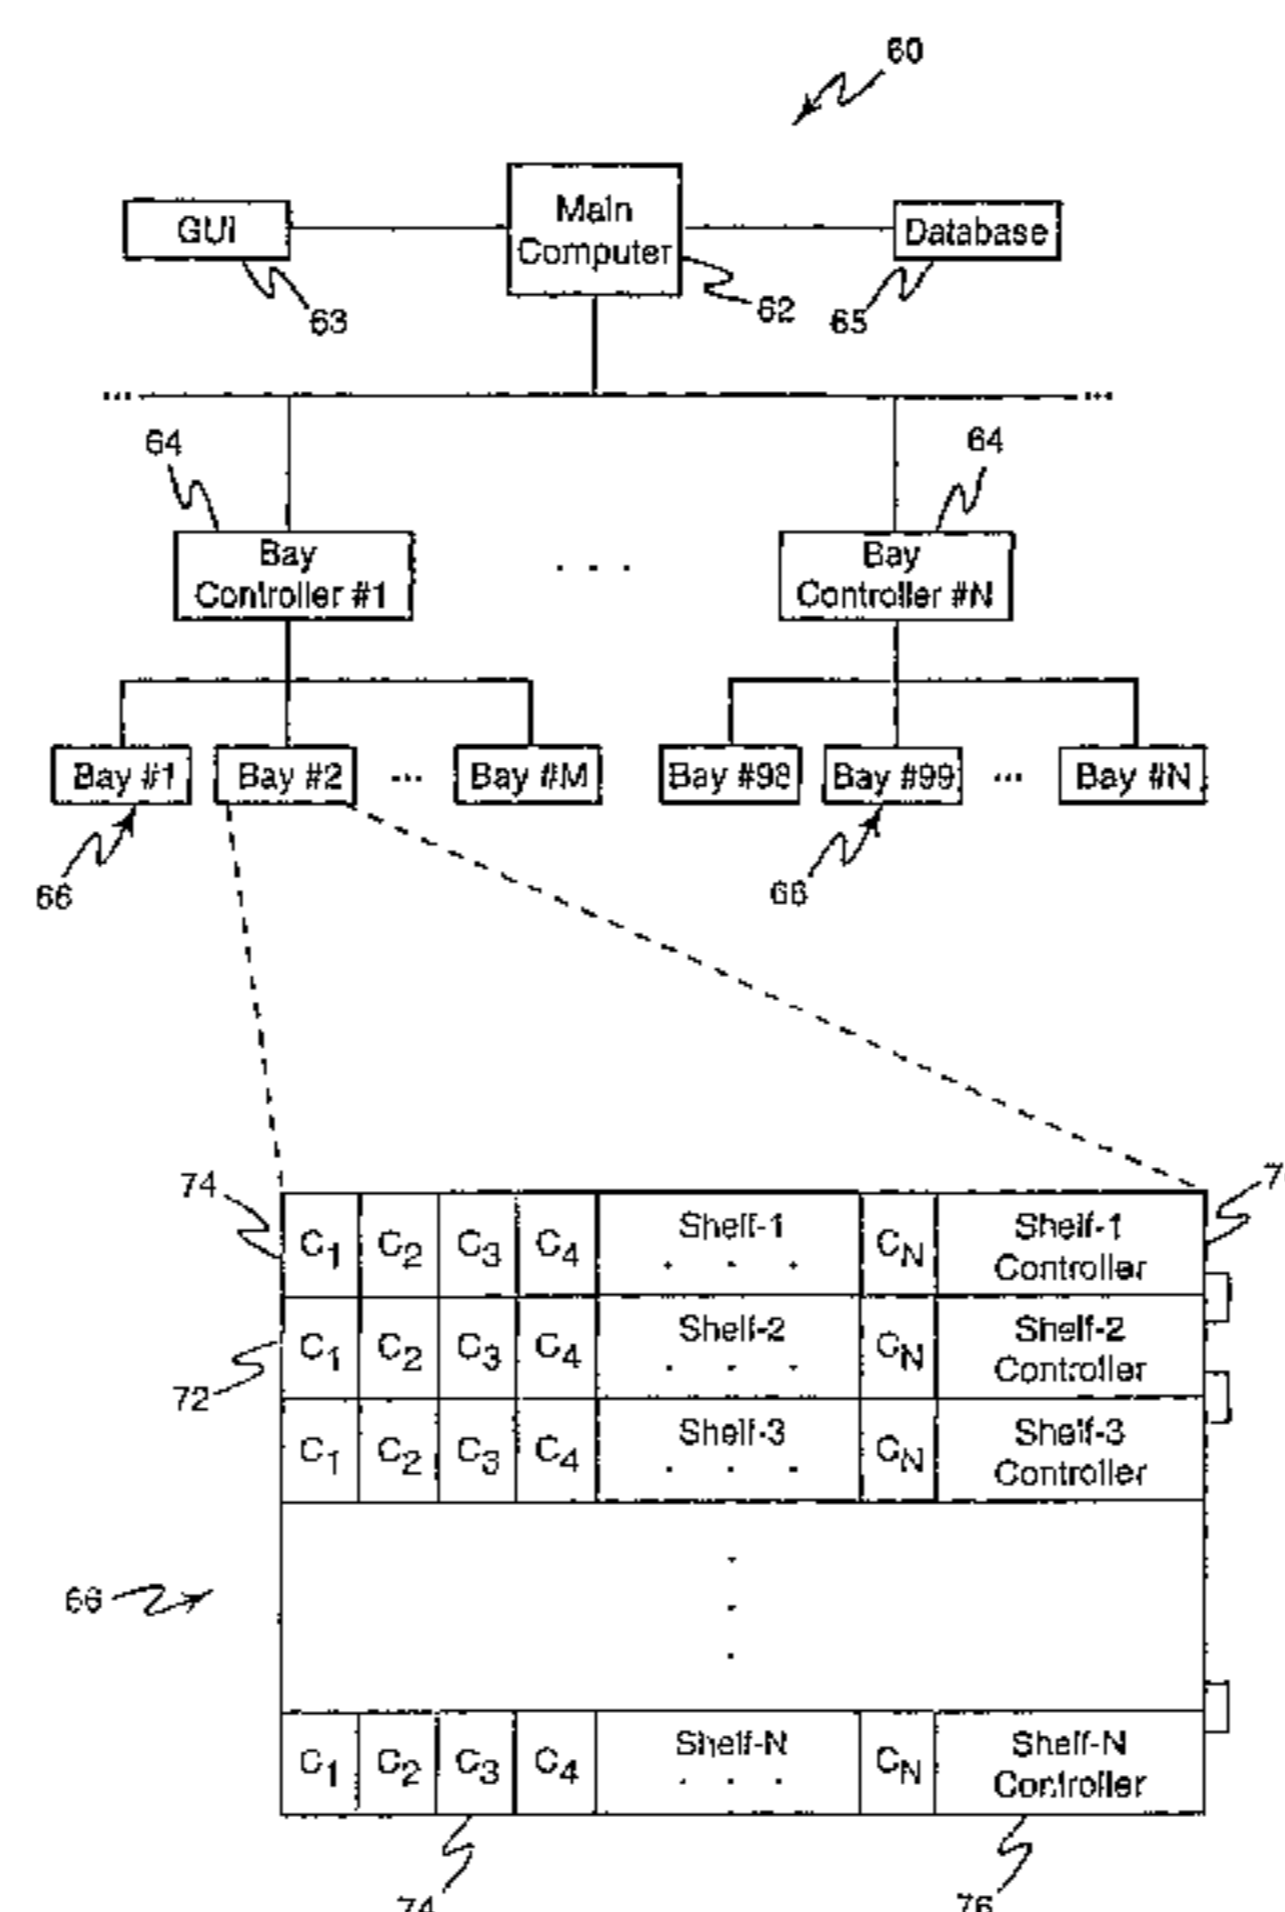 60
GUI
Main
Computer
Database
63
62
65
...
...
64
64
Bay
Controller #1
. . .
Bay
Controller #N
Bay #1
Bay #2
...
Bay #M
Bay #98
Bay #99
...
Bay #N
66
66
74
C1 C2 C3 C4 Shelf-1 . . . CN Shelf-1
Controller
72
C1 C2 C3 C4 Shelf-2 . . . CN Shelf-2
Controller
C1 C2 C3 C4 Shelf-3 . . . CN Shelf-3
Controller
66
C1 C2 C3 C4 Shelf-N . . . CN Shelf-N
Controller
74
76